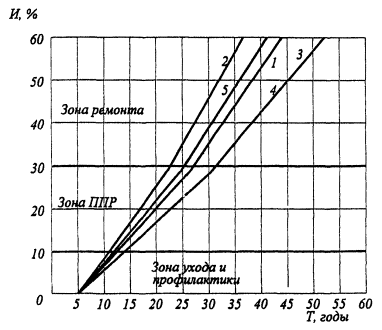 И, %
60
50
40
30
20
10
0
2
1
3
5
4
Зона ремонта
Зона ППР
Зона ухода и
профилактики
5 10 15 20 25 30 35 40 45 50 55 60
T, годы